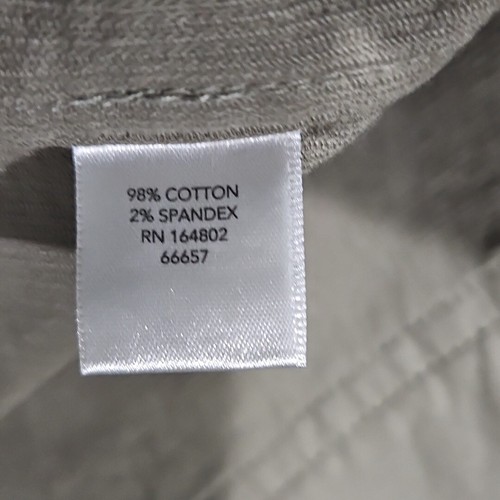 98% COTTON
2% SPANDEX
RN 164802
66657